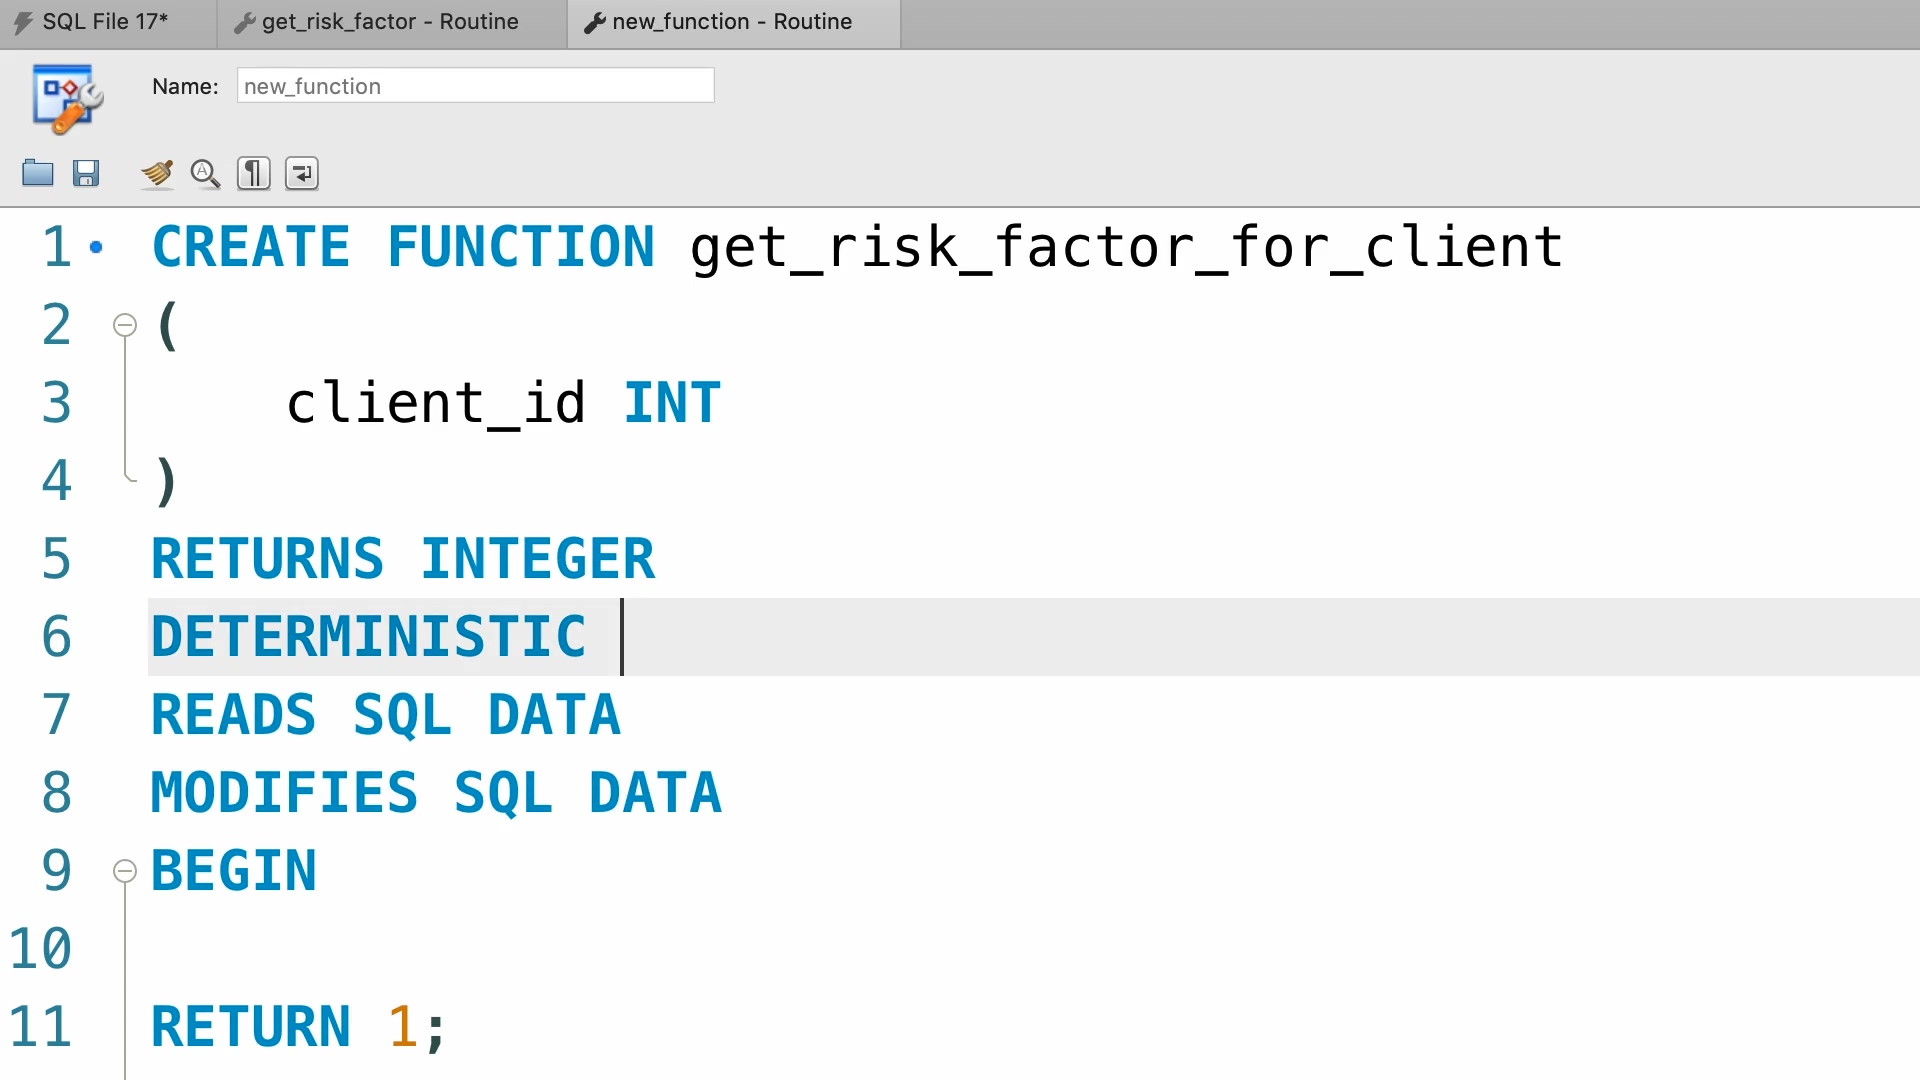 SQL File 17*
get_risk_factor - Routine
new_function - Routine
Name: new_function
1 CREATE FUNCTION get_risk_factor_for_client
2 (
3 client_id INT
4 )
5 RETURNS INTEGER
6 DETERMINISTIC
7 READS SQL DATA
8 MODIFIES SQL DATA
9 BEGIN
10
11 RETURN 1;